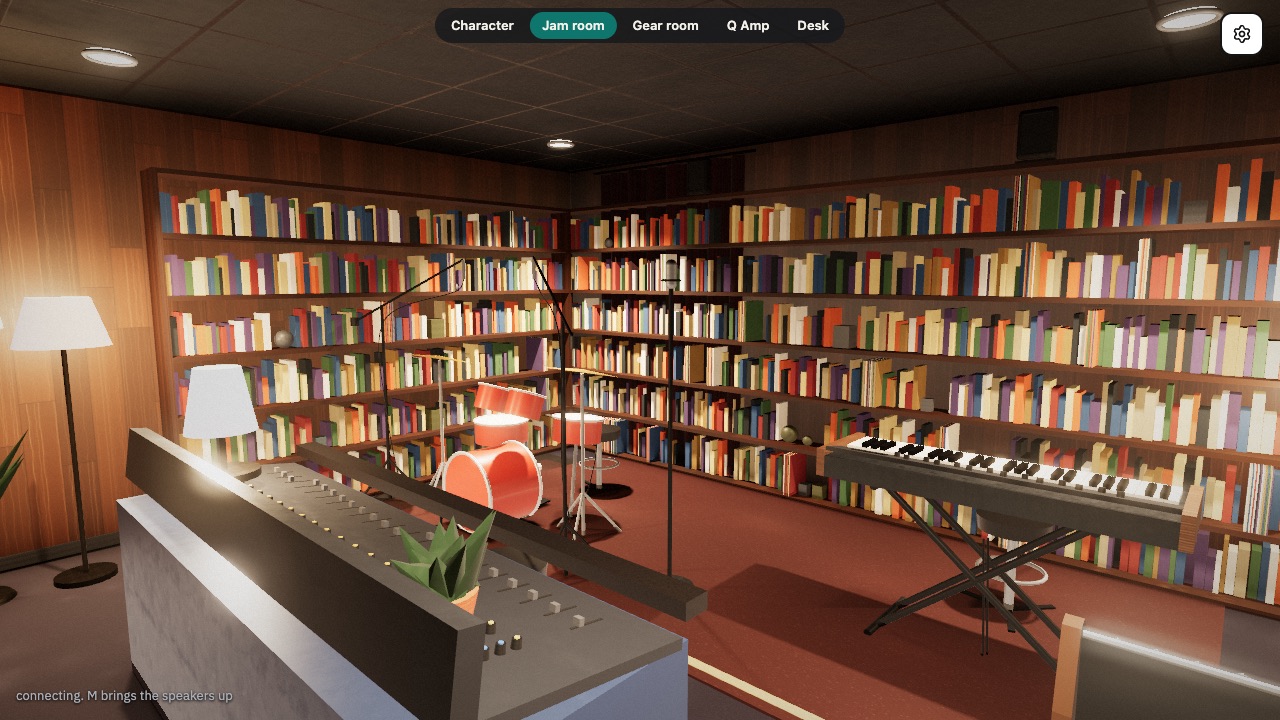 Character
Jam room
Gear room
Q Amp
Desk
connecting. M brings the speakers up